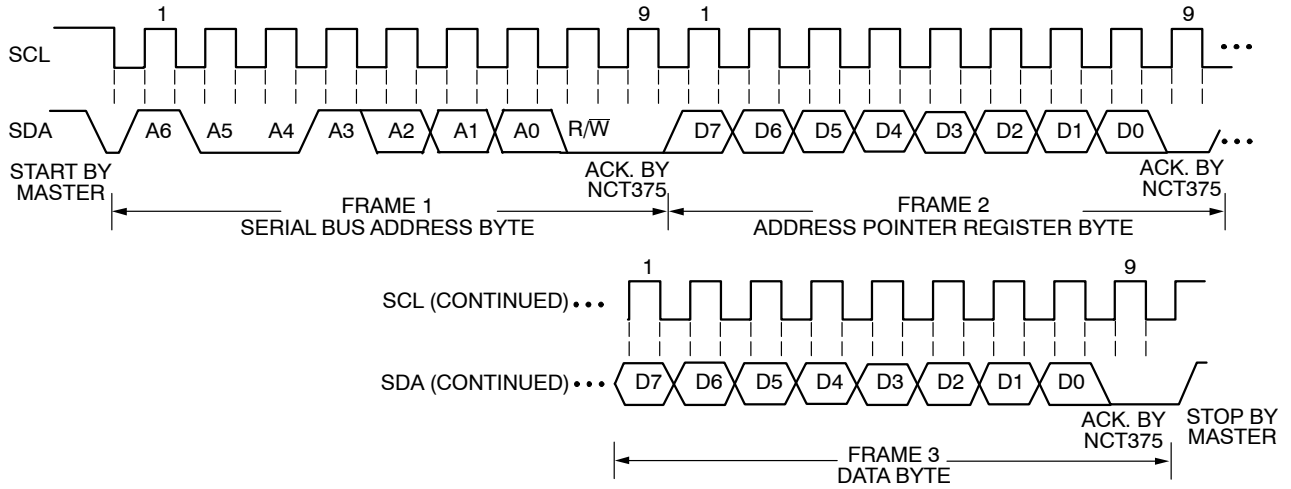 1 9 1 9
SCL
SDA A6 A5 A4 A3 A2 A1 A0 R/W̅ D7 D6 D5 D4 D3 D2 D1 D0
START BY
MASTER
ACK. BY
NCT375
ACK. BY
NCT375
FRAME 1
SERIAL BUS ADDRESS BYTE
FRAME 2
ADDRESS POINTER REGISTER BYTE
1 9
SCL (CONTINUED)
SDA (CONTINUED) D7 D6 D5 D4 D3 D2 D1 D0
ACK. BY
NCT375
STOP BY
MASTER
FRAME 3
DATA BYTE